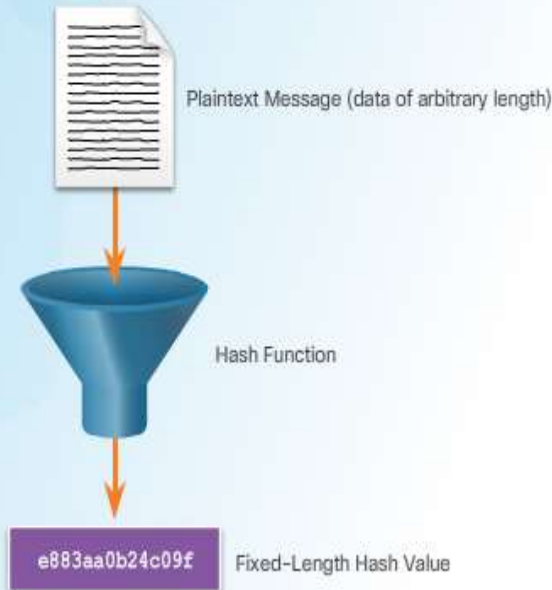 Plaintext Message (data of arbitrary length)
Hash Function
e883aa0b24c09f
Fixed-Length Hash Value